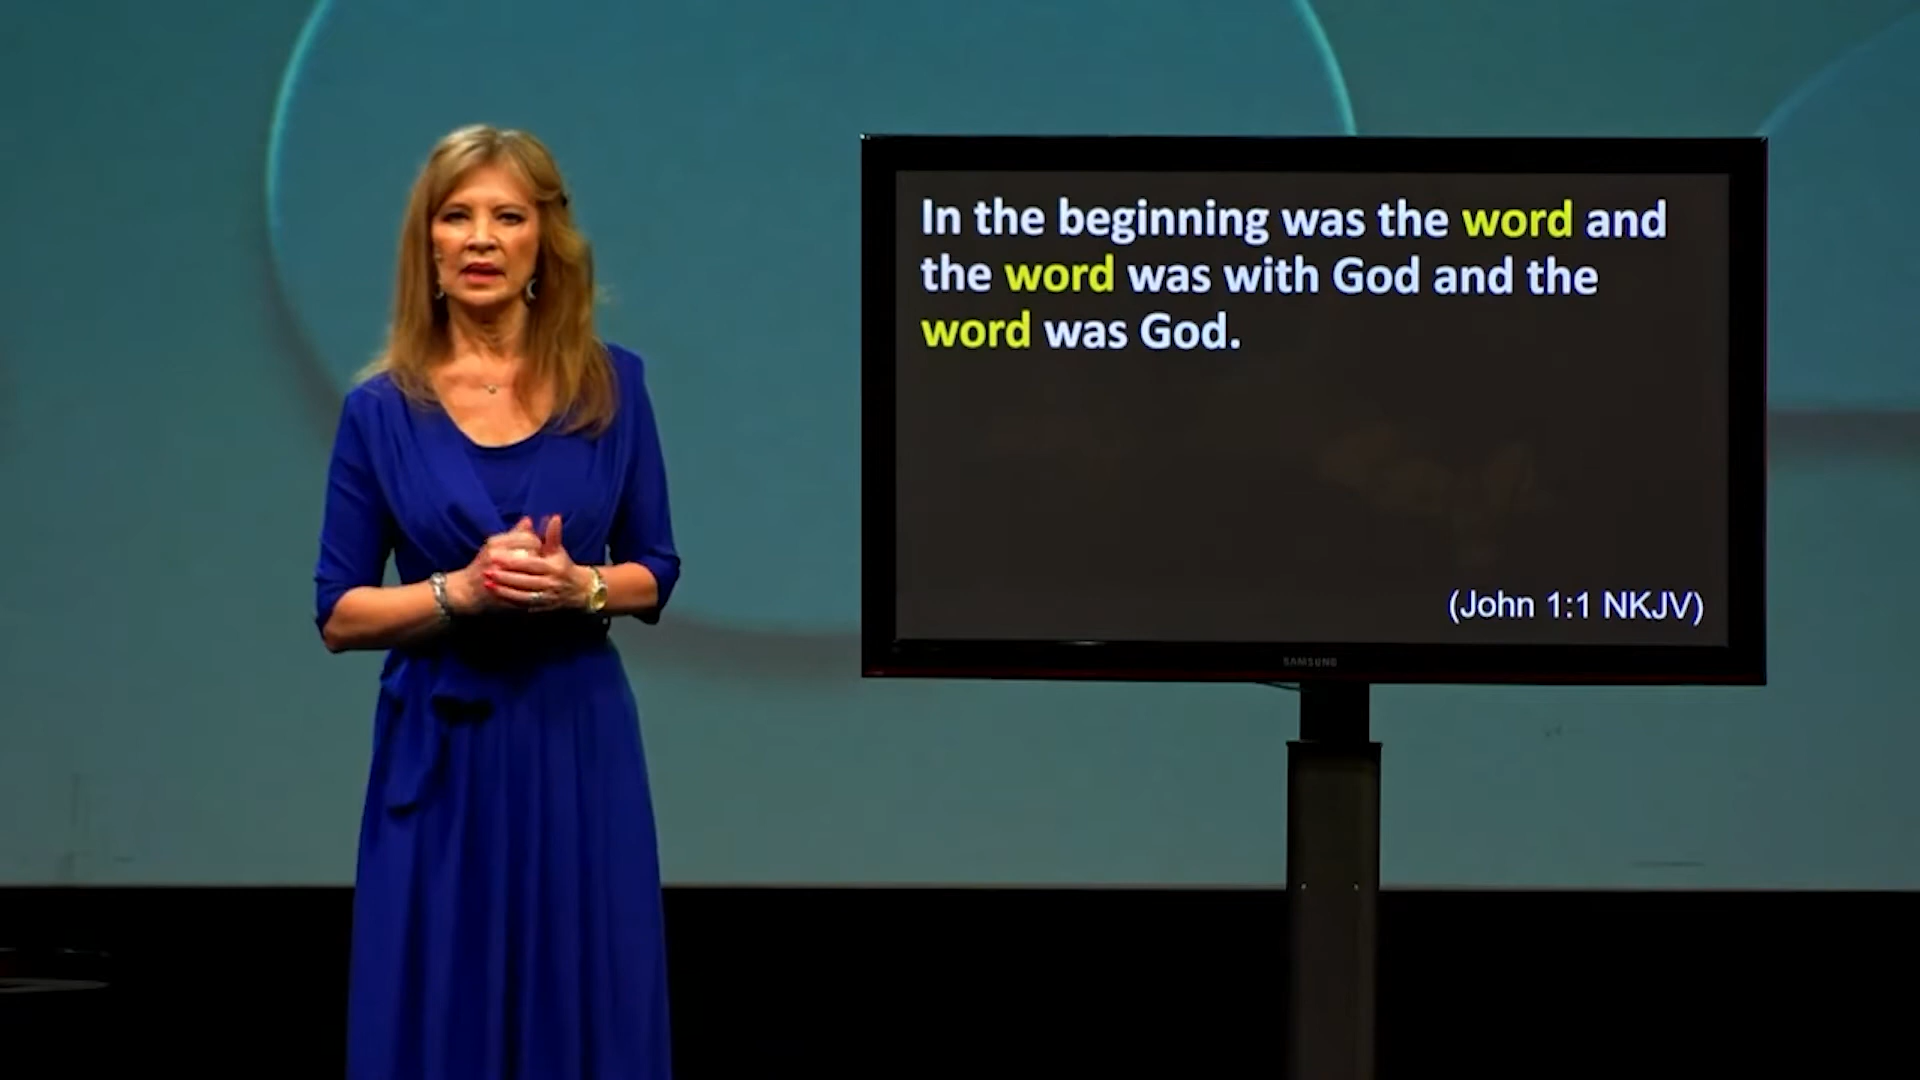 In the beginning was the word and
the word was with God and the
word was God.
(John 1:1 NKJV)
SAMSUNG